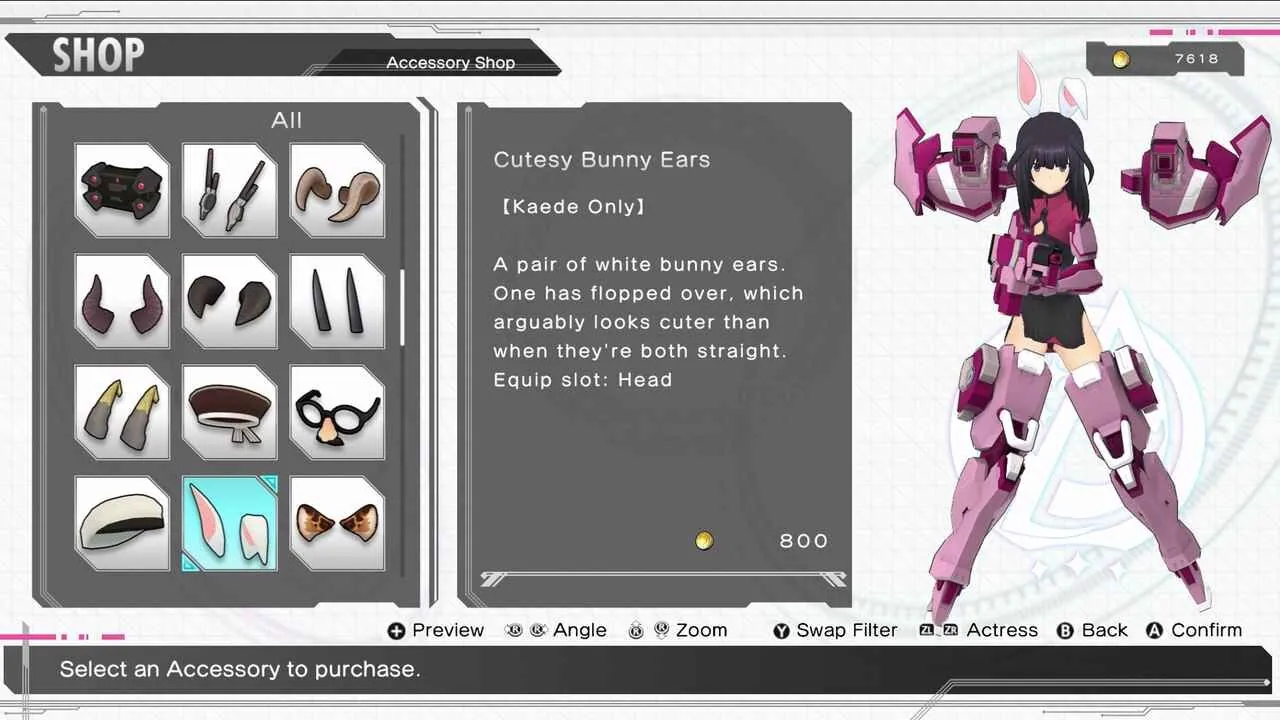 SHOP
Accessory Shop
7618
All
Cutesy Bunny Ears
【Kaede Only】
A pair of white bunny ears.
One has flopped over, which
arguably looks cuter than
when they're both straight.
Equip slot: Head
800
Preview R R Angle R R Zoom Y Swap Filter ZL ZR Actress B Back A Confirm
Select an Accessory to purchase.